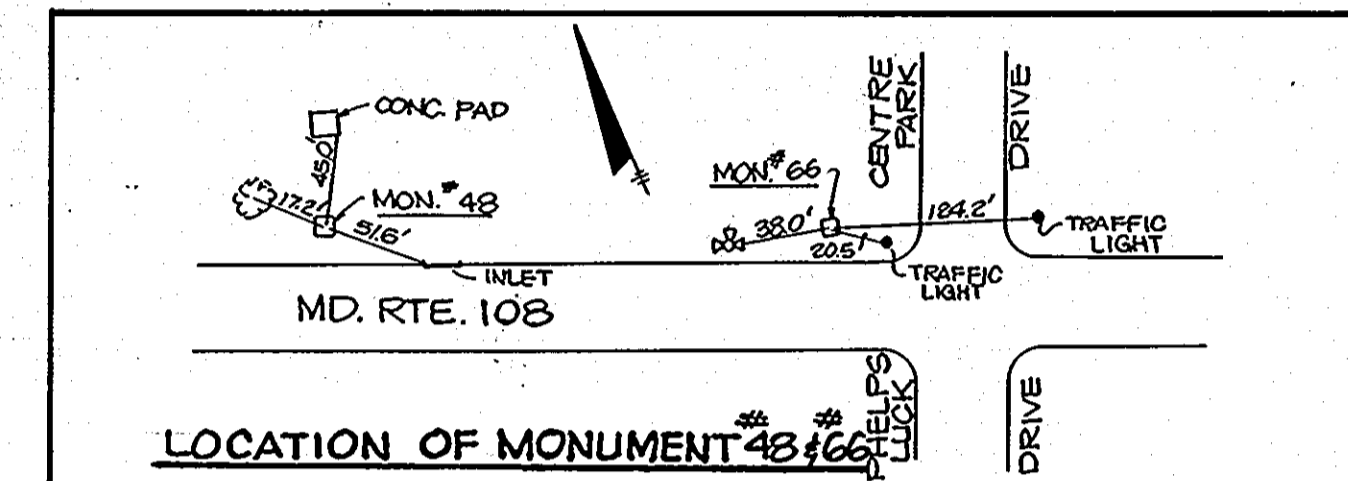 CONC. PAD
45.0'
17.2'
MON.#48
51.6'
INLET
MD. RTE. 108
MON.#66
38.0'
20.5'
184.2'
CENTRE
PARK
DRIVE
TRAFFIC
LIGHT
TRAFFIC
LIGHT
PHELPS
LUCK
DRIVE
LOCATION OF MONUMENT #48 & #66